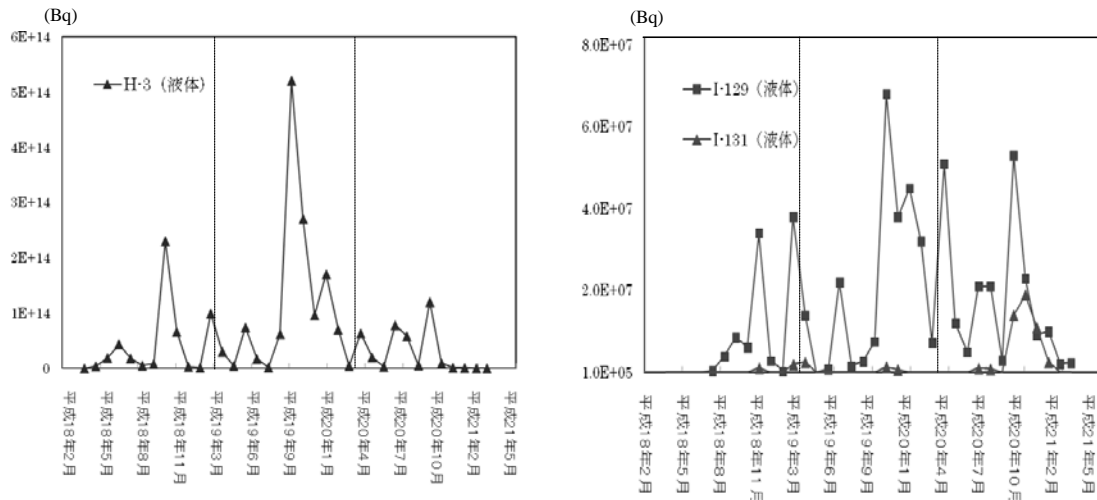 (Bq)
6E+14
5E+14
4E+14
3E+14
2E+14
1E+14
0
H-3（液体）
平成18年2月
平成18年5月
平成18年8月
平成18年11月
平成19年3月
平成19年6月
平成19年9月
平成20年1月
平成20年4月
平成20年7月
平成20年10月
平成21年2月
平成21年5月
(Bq)
8.0E+07
6.0E+07
4.0E+07
2.0E+07
1.0E+05
I-129（液体）
I-131（液体）
平成18年2月
平成18年5月
平成18年8月
平成18年11月
平成19年3月
平成19年6月
平成19年9月
平成20年1月
平成20年4月
平成20年7月
平成20年10月
平成21年2月
平成21年5月